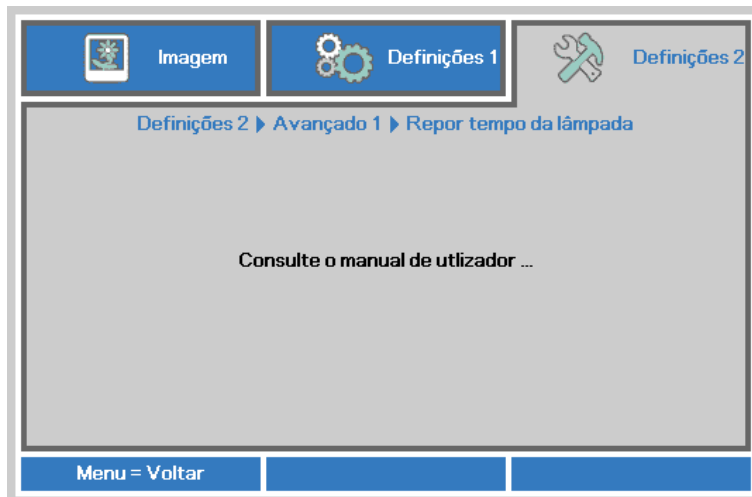 Imagem
Definições 1
Definições 2
Definições 2 Avançado 1 Repor tempo da lâmpada
Consulte o manual de utlizador ...
Menu = Voltar